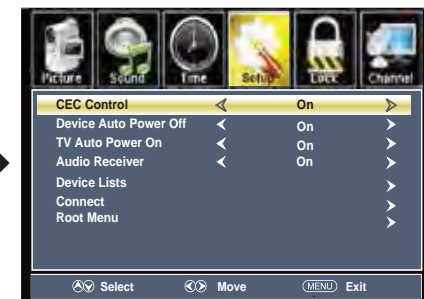 Picture Sound Time Setup Lock Channel
CEC Control On
Device Auto Power Off On
TV Auto Power On On
Audio Receiver On
Device Lists
Connect
Root Menu
Select Move MENU Exit